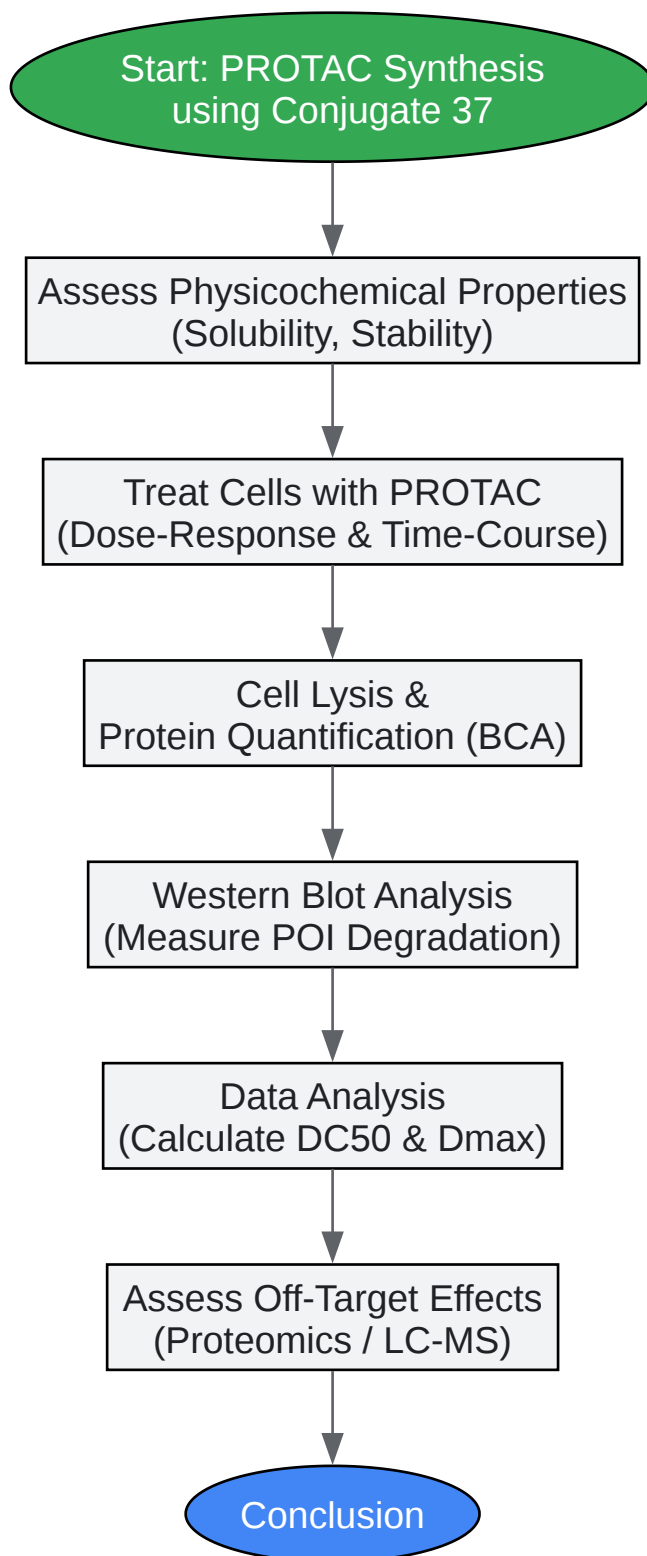 Start: PROTAC Synthesis
using Conjugate 37
Assess Physicochemical Properties
(Solubility, Stability)
Treat Cells with PROTAC
(Dose-Response & Time-Course)
Cell Lysis &
Protein Quantification (BCA)
Western Blot Analysis
(Measure POI Degradation)
Data Analysis
(Calculate DC50 & Dmax)
Assess Off-Target Effects
(Proteomics / LC-MS)
Conclusion